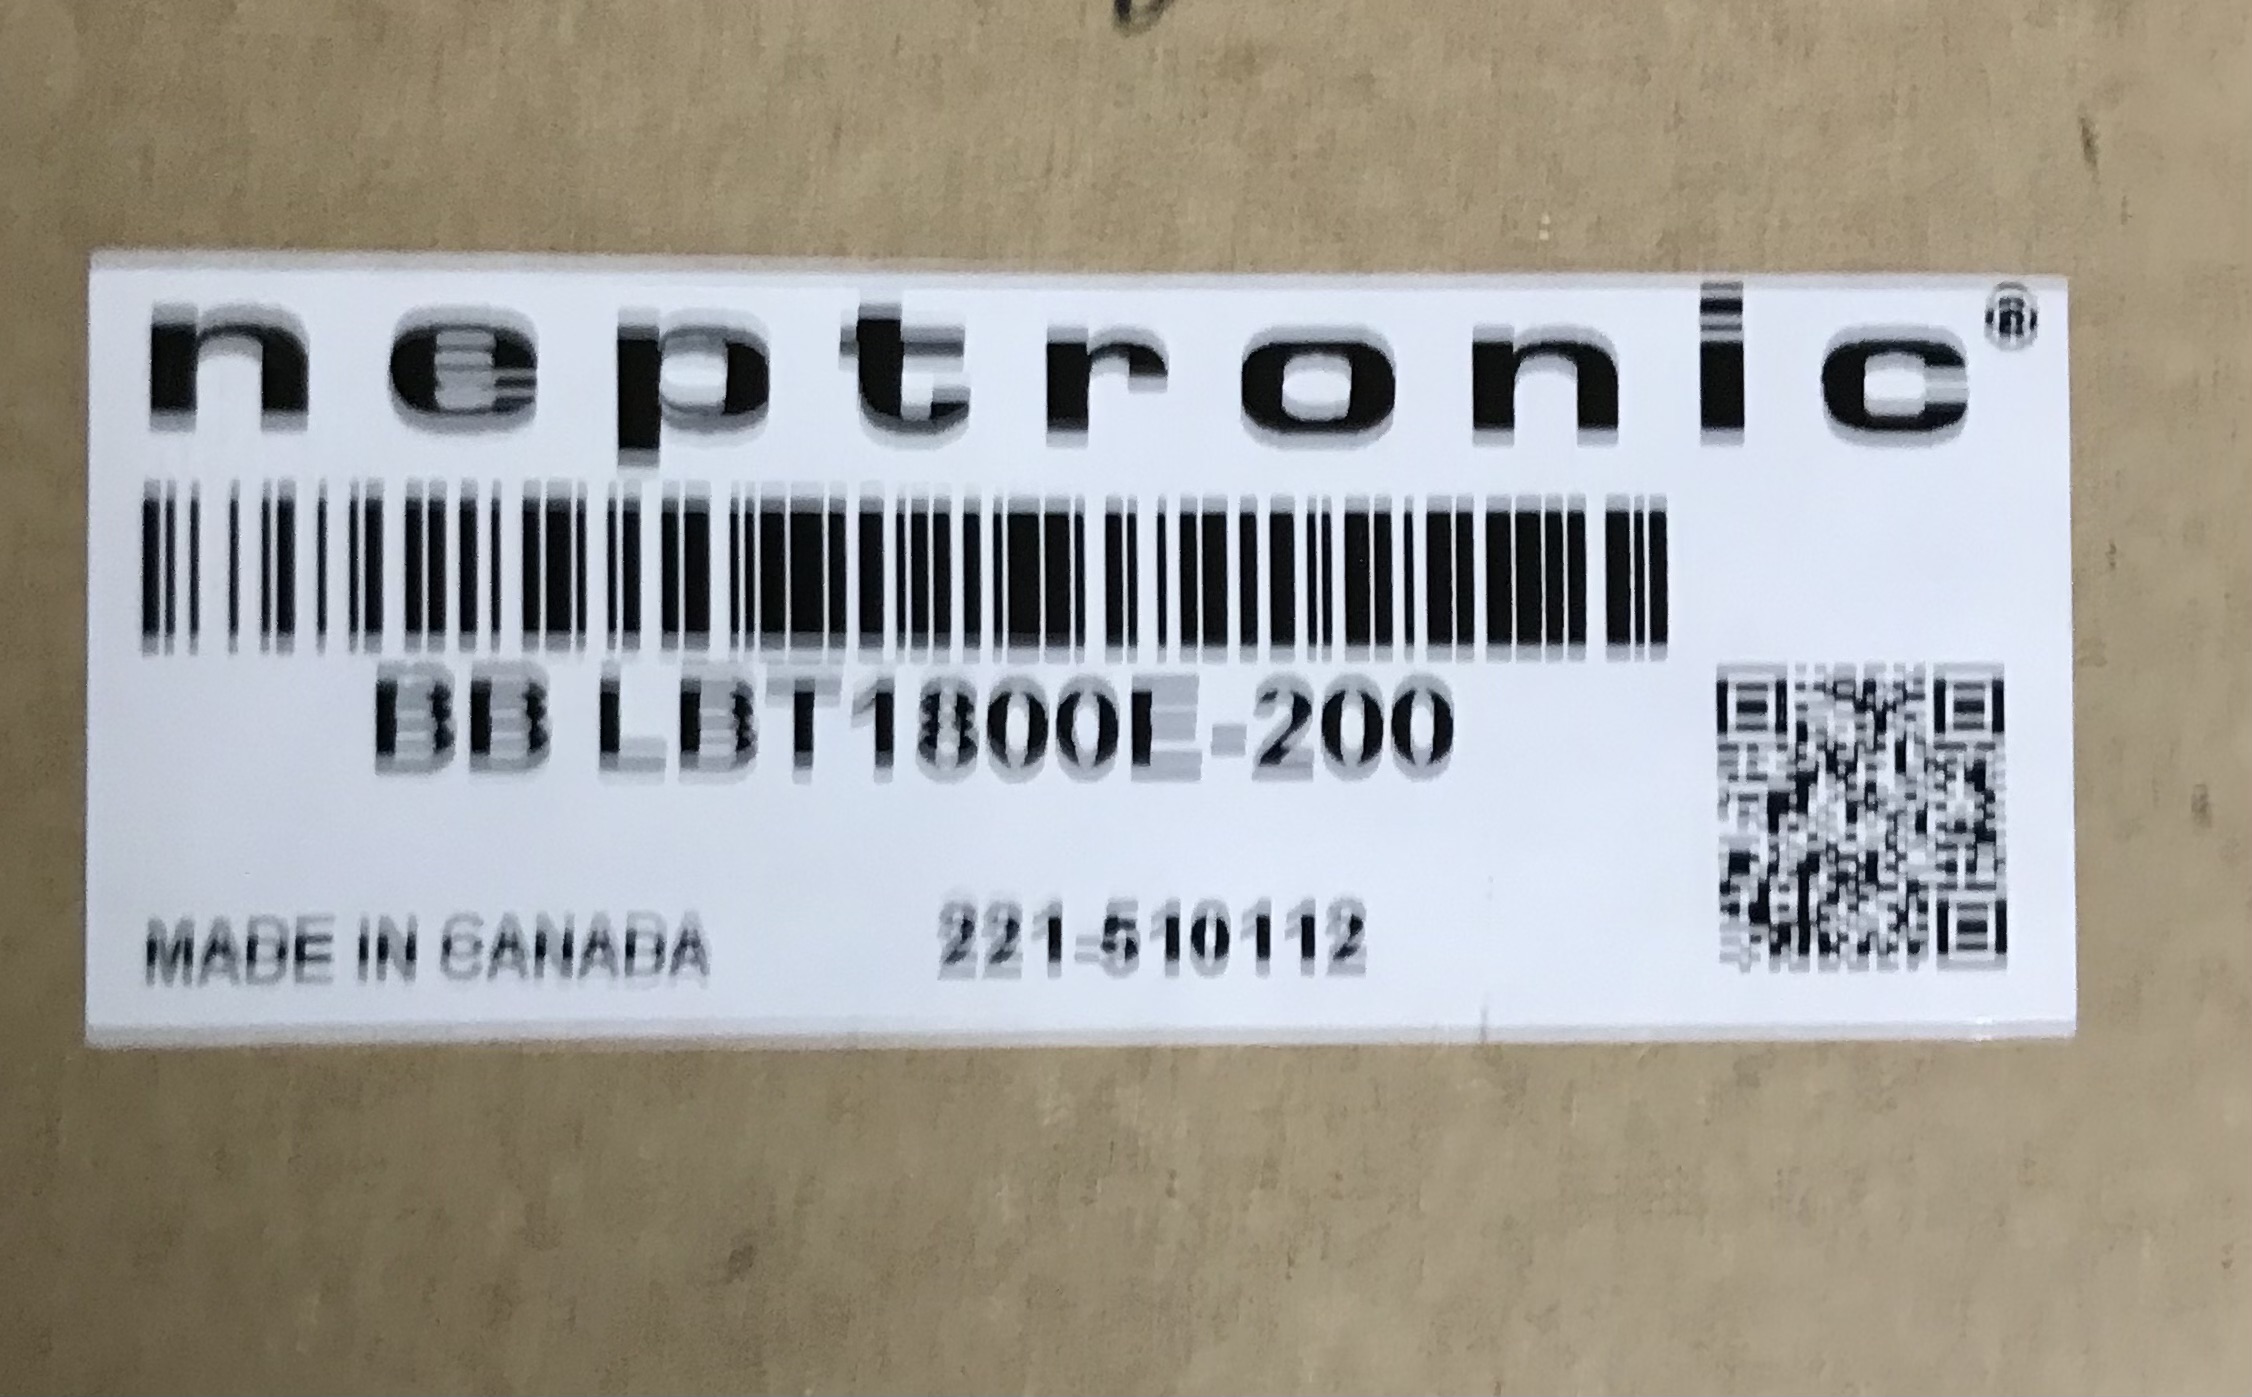 neptronic®
BB LBT1800E-200
MADE IN CANADA 221-510112